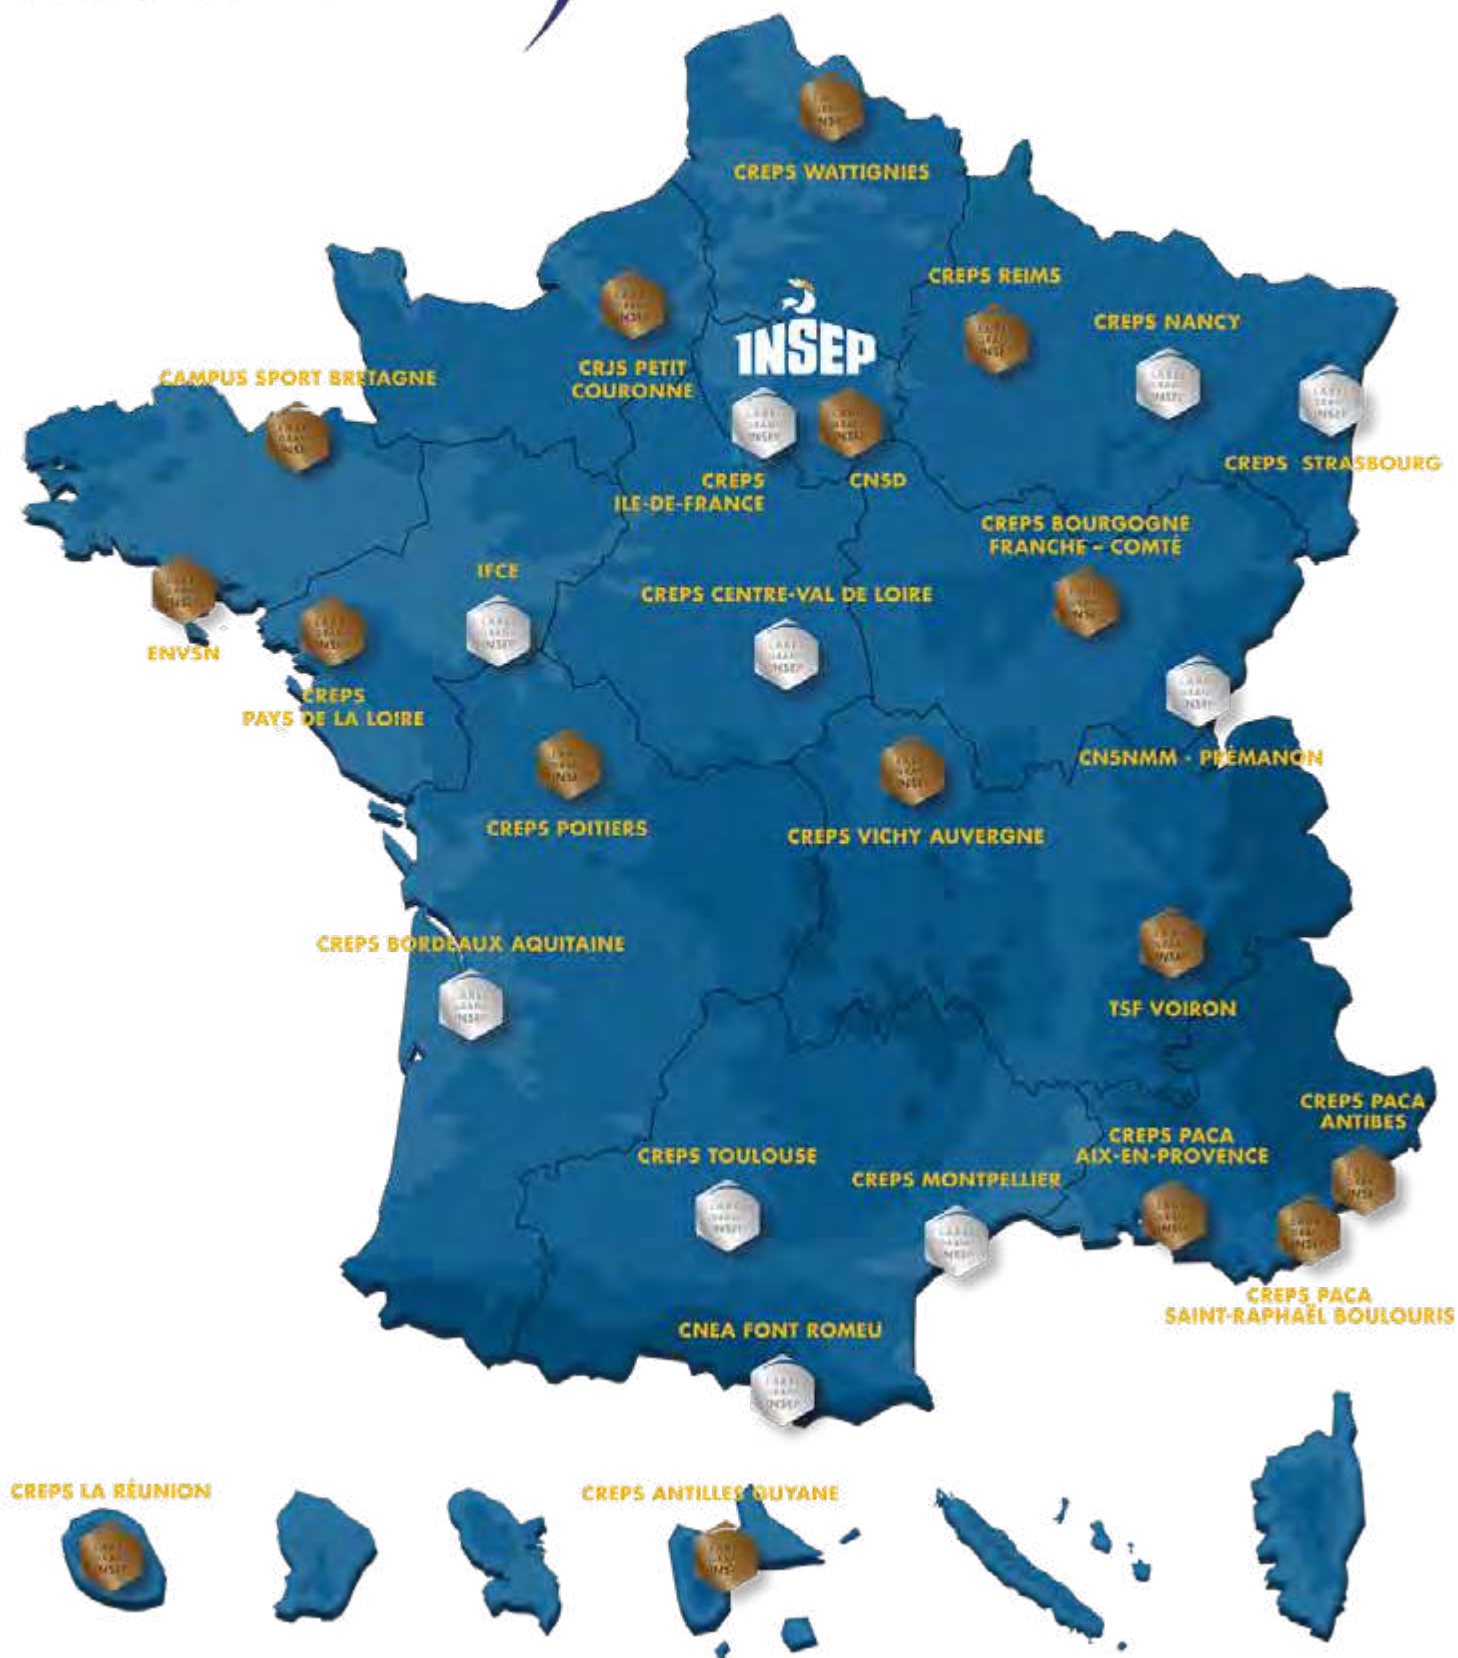 CREPS WATTIGNIES
CREPS REIMS
CREPS NANCY
INSEP
CRJS PETIT
COURONNE
CAMPUS SPORT BRETAGNE
CREPS STRASBOURG
CREPS
ILE-DE-FRANCE
CNSD
CREPS BOURGOGNE
FRANCHE – COMTÉ
IFCE
CREPS CENTRE-VAL DE LOIRE
ENVSN
CREPS
PAYS DE LA LOIRE
CNSNMM - PRÉMANON
CREPS POITIERS
CREPS VICHY AUVERGNE
CREPS BORDEAUX AQUITAINE
TSF VOIRON
CREPS PACA
ANTIBES
CREPS PACA
AIX-EN-PROVENCE
CREPS TOULOUSE
CREPS MONTPELLIER
CREPS PACA
SAINT-RAPHAËL BOULOURIS
CNEA FONT ROMEU
CREPS LA RÉUNION
CREPS ANTILLES GUYANE